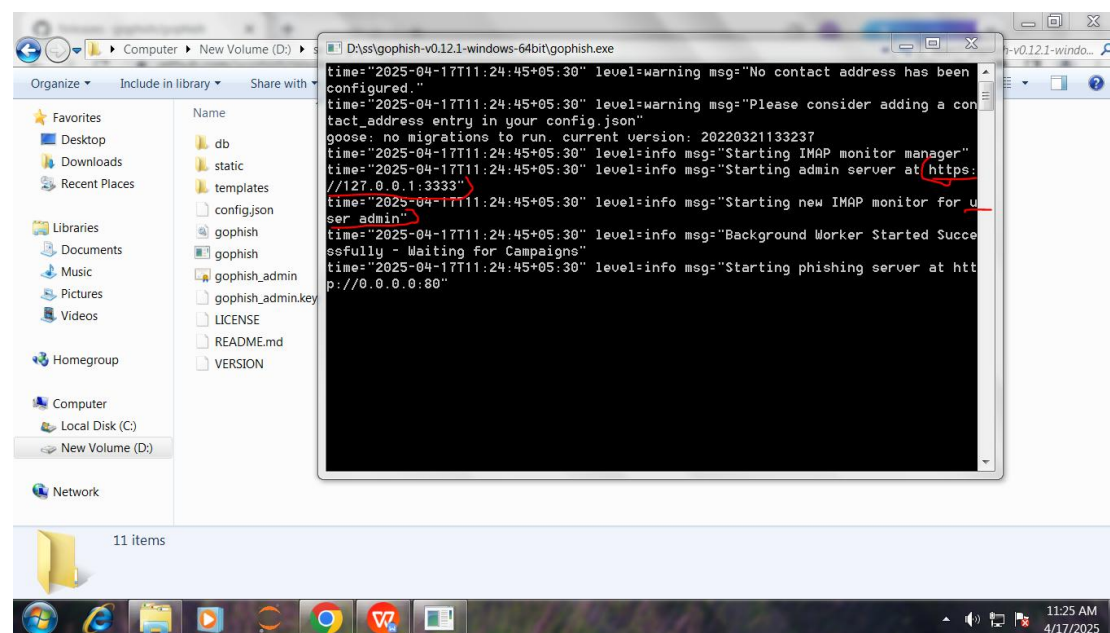 Releases · gophish/gophish
D:\ss\gophish-v0.12.1-windows-64bit\gophish.exe
Computer ▸ New Volume (D:) ▸ s
h-v0.12.1-windo...
Organize
Include in library
Share with
Favorites
Desktop
Downloads
Recent Places
Libraries
Documents
Music
Pictures
Videos
Homegroup
Computer
Local Disk (C:)
New Volume (D:)
Network
Name
db
static
templates
config.json
gophish
gophish
gophish_admin
gophish_admin.key
LICENSE
README.md
VERSION
time="2025-04-17T11:24:45+05:30" level=warning msg="No contact address has been
configured."
time="2025-04-17T11:24:45+05:30" level=warning msg="Please consider adding a con
tact_address entry in your config.json"
goose: no migrations to run. current version: 20220321133237
time="2025-04-17T11:24:45+05:30" level=info msg="Starting IMAP monitor manager"
time="2025-04-17T11:24:45+05:30" level=info msg="Starting admin server at https:
//127.0.0.1:3333"
time="2025-04-17T11:24:45+05:30" level=info msg="Starting new IMAP monitor for u
ser admin"
time="2025-04-17T11:24:45+05:30" level=info msg="Background Worker Started Succe
ssfully - Waiting for Campaigns"
time="2025-04-17T11:24:45+05:30" level=info msg="Starting phishing server at htt
p://0.0.0.0:80"
11 items
11:25 AM
4/17/2025